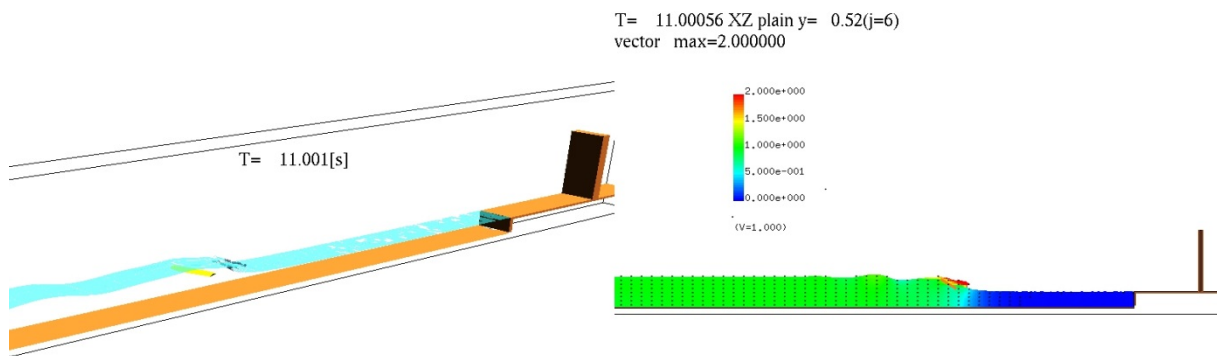 T= 11.001[s]
T= 11.00056 XZ plain y= 0.52(j=6)
vector max=2.000000
2.000e+000
1.500e+000
1.000e+000
5.000e-001
0.000e+000
(V=1.000)